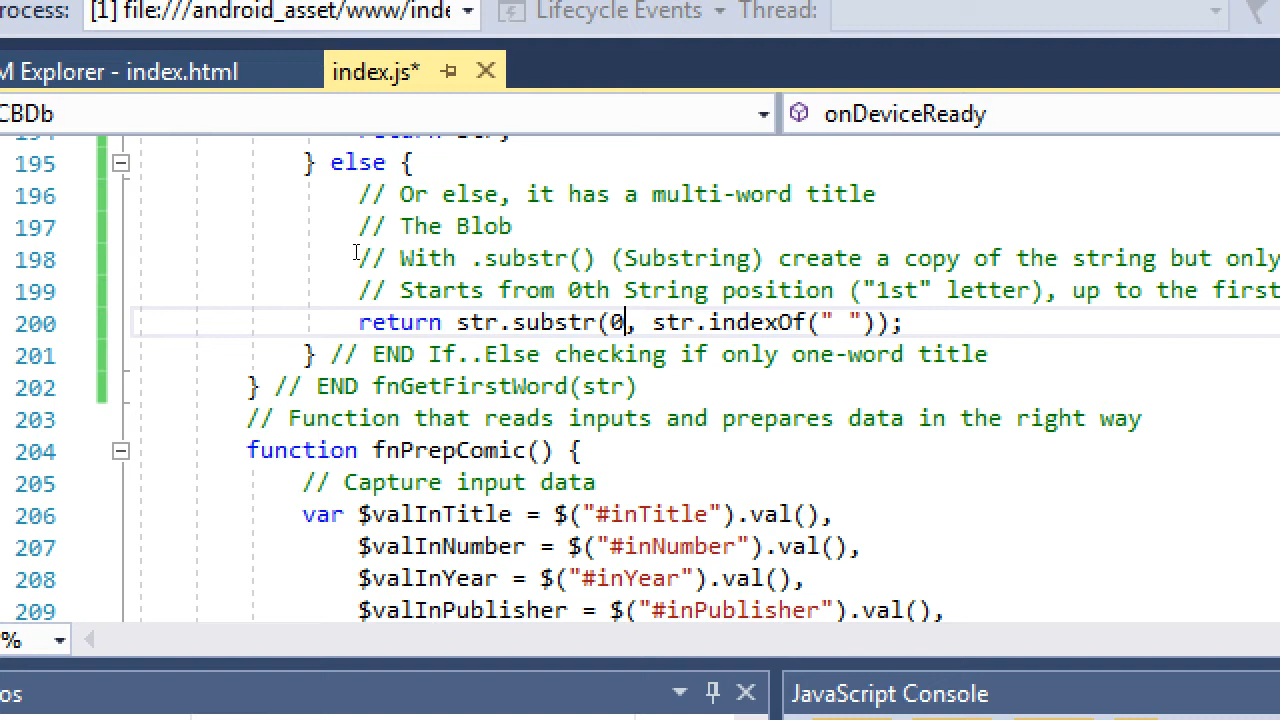 rocess: [1] file:///android_asset/www/inde Lifecycle Events Thread:
M Explorer - index.html index.js*
CBDb onDeviceReady
195 } else {
196 // Or else, it has a multi-word title
197 // The Blob
198 // With .substr() (Substring) create a copy of the string but only
199 // Starts from 0th String position ("1st" letter), up to the first
200 return str.substr(0, str.indexOf(" "));
201 } // END If..Else checking if only one-word title
202 } // END fnGetFirstWord(str)
203 // Function that reads inputs and prepares data in the right way
204 function fnPrepComic() {
205 // Capture input data
206 var $valInTitle = $("#inTitle").val(),
207 $valInNumber = $("#inNumber").val(),
208 $valInYear = $("#inYear").val(),
209 $valInPublisher = $("#inPublisher").val(),
%
os JavaScript Console